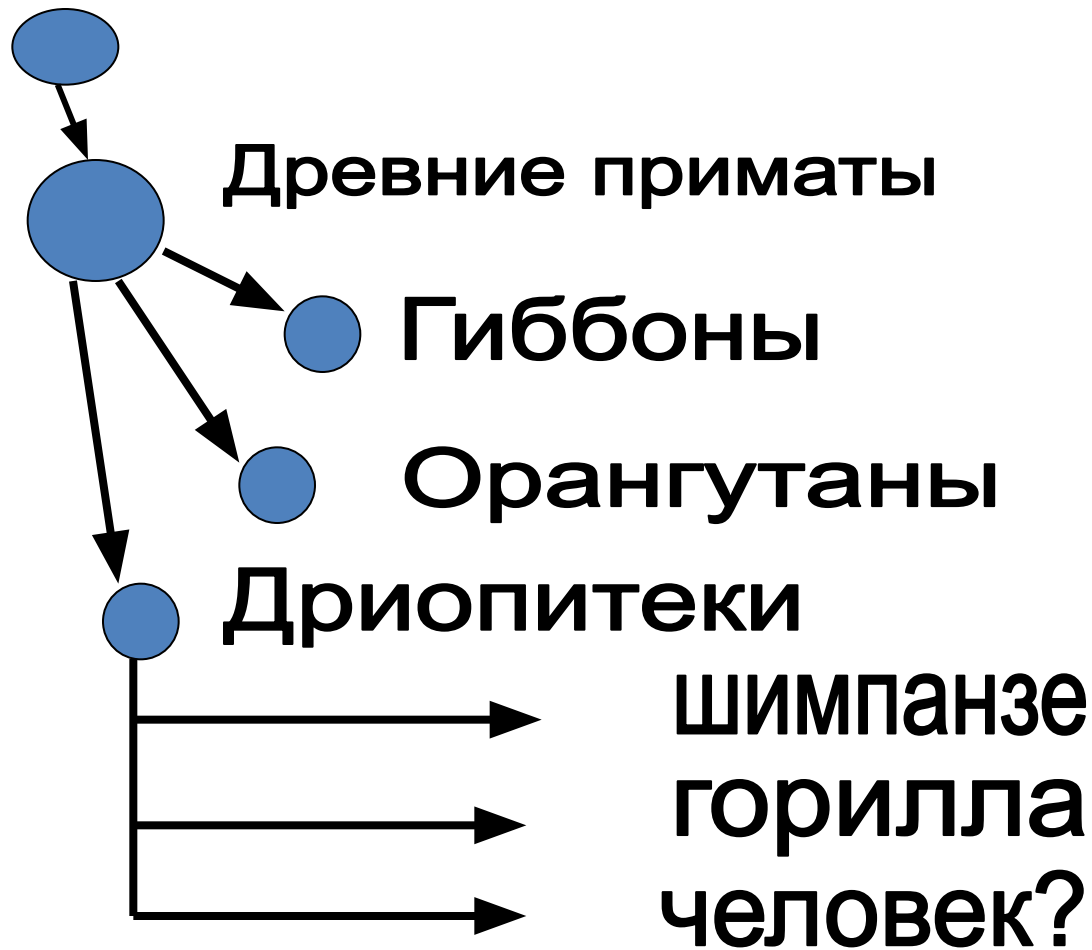 Древние приматы
Гиббоны
Орангутаны
Дриопитеки
шимпанзе
горилла
человек?